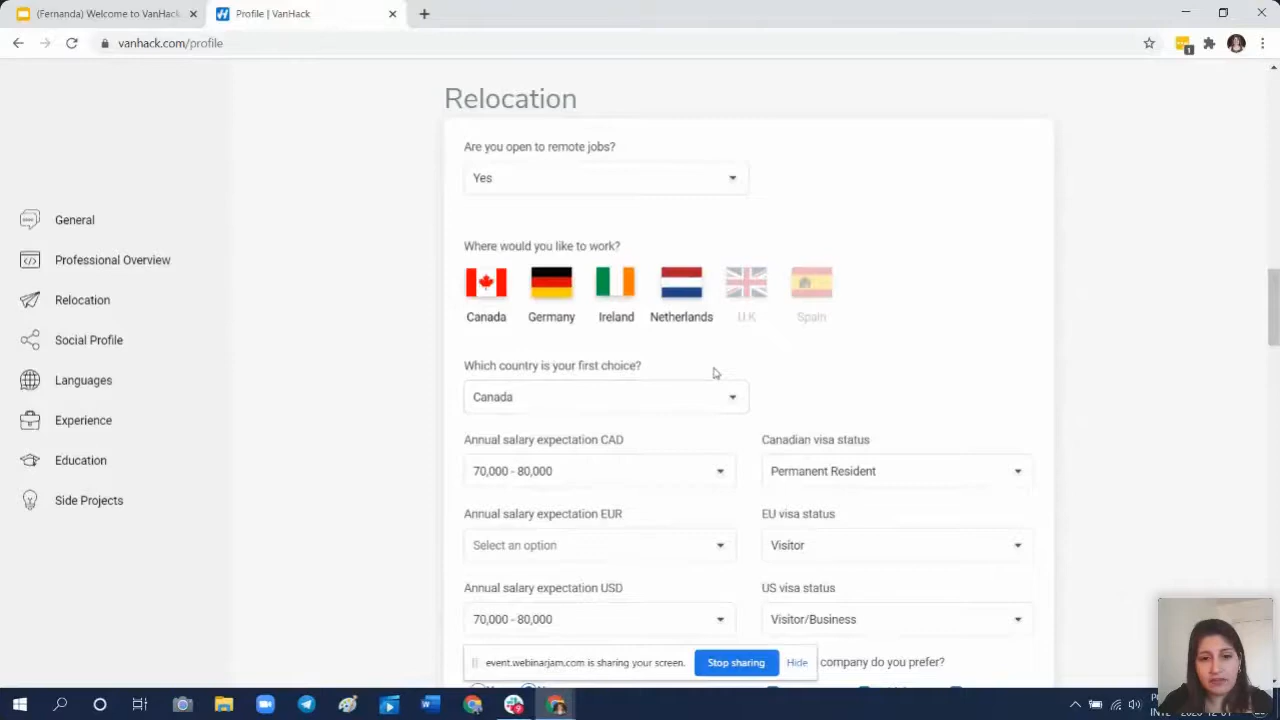 (Fernanda) Welcome to VanHack
Profile | VanHack
vanhack.com/profile
1
Relocation
Are you open to remote jobs?
Yes
General
Professional Overview
Relocation
Social Profile
Languages
Experience
Education
Side Projects
Where would you like to work?
Canada Germany Ireland Netherlands U.K Spain
Which country is your first choice?
Canada
Annual salary expectation CAD
Canadian visa status
70,000 - 80,000
Permanent Resident
Annual salary expectation EUR
EU visa status
Select an option
Visitor
Annual salary expectation USD
US visa status
70,000 - 80,000
Visitor/Business
event.webinarjam.com is sharing your screen.
Stop sharing
Hide
company do you prefer?